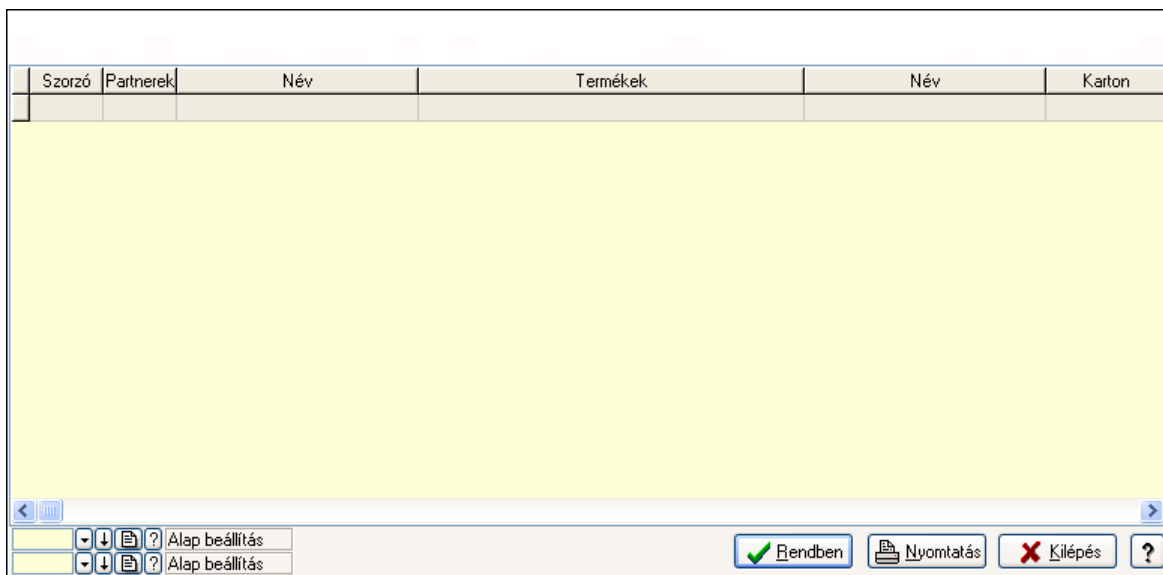 Szorzó Partnerek Név Termékek Név Karton
? Alap beállítás
? Alap beállítás
Rendben Nyomtatás Kilépés ?